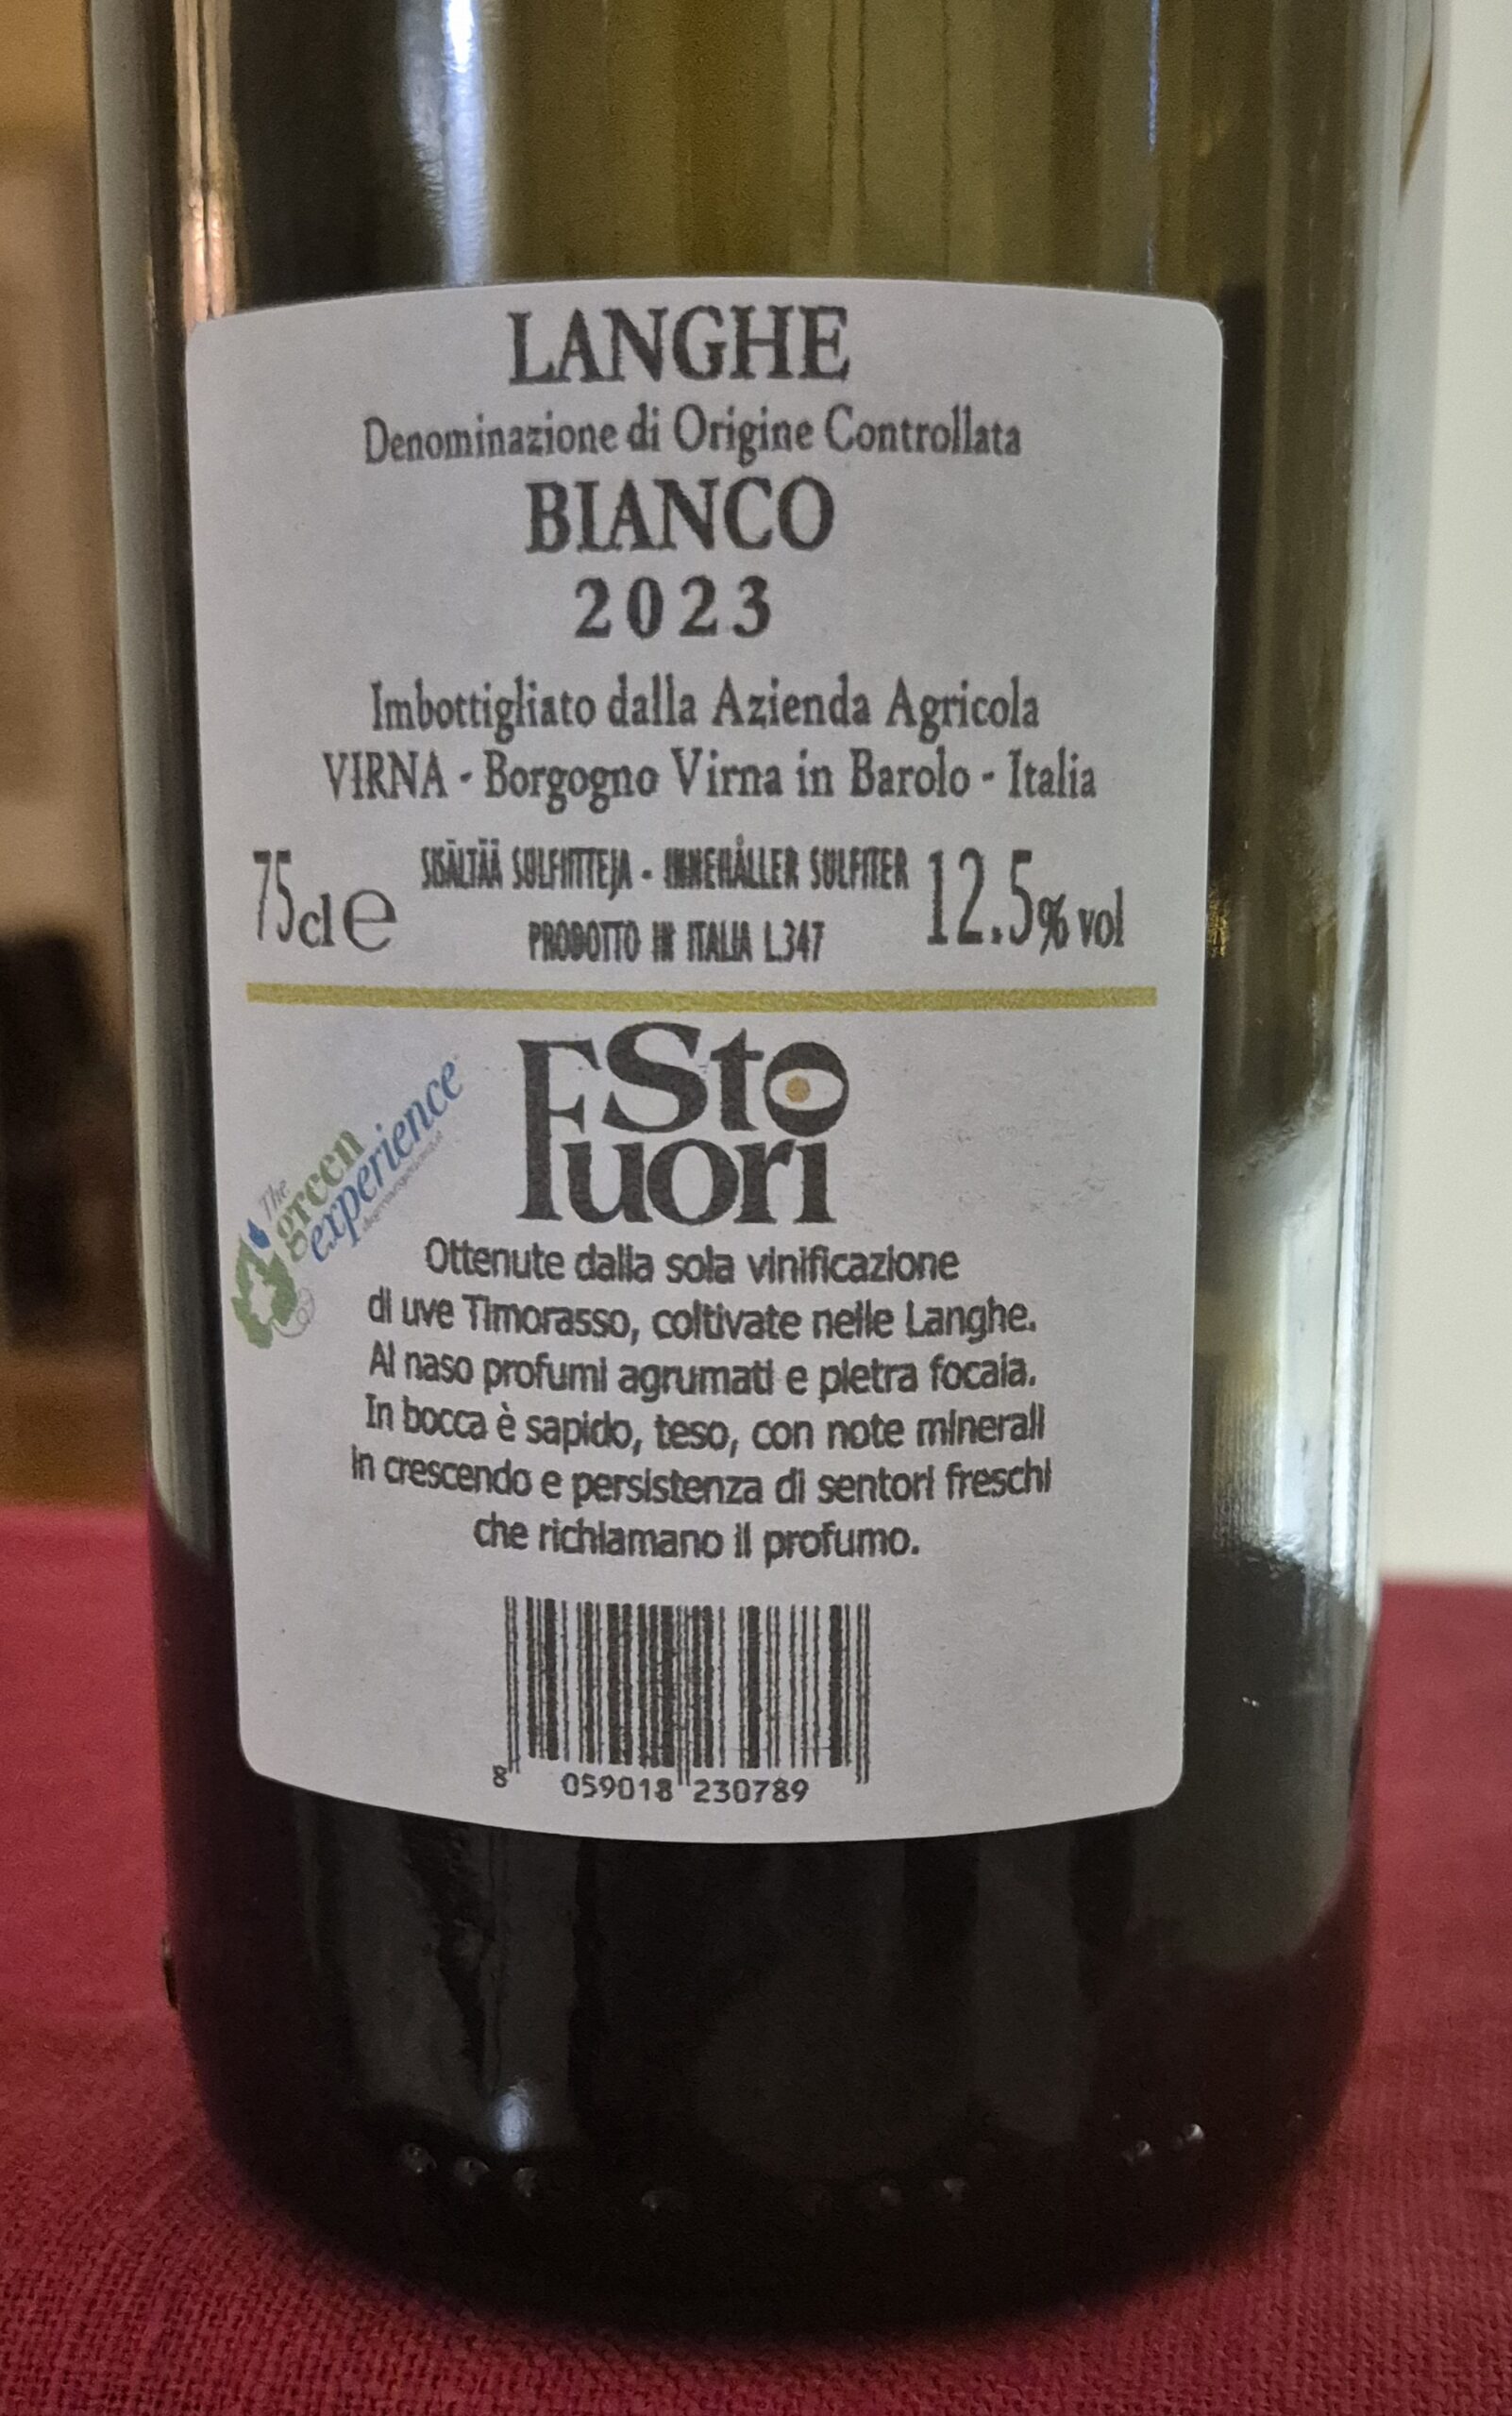 LANGHE
Denominazione di Origine Controllata
BIANCO
2023
Imbottigliato dalla Azienda Agricola
VIRNA - Borgogno Virna in Barolo - Italia
75cl e
SISÄLTÄÄ SULFIITTEJA - INNEHÅLLER SULFITER
PRODOTTO IN ITALIA L.347
12.5% vol
The
green
experience
Sto
Fuori
Ottenute dalla sola vinificazione
di uve Timorasso, coltivate nelle Langhe.
Al naso profumi agrumati e pietra focaia.
In bocca è sapido, teso, con note minerali
in crescendo e persistenza di sentori freschi
che richiamano il profumo.
8 059018 230789